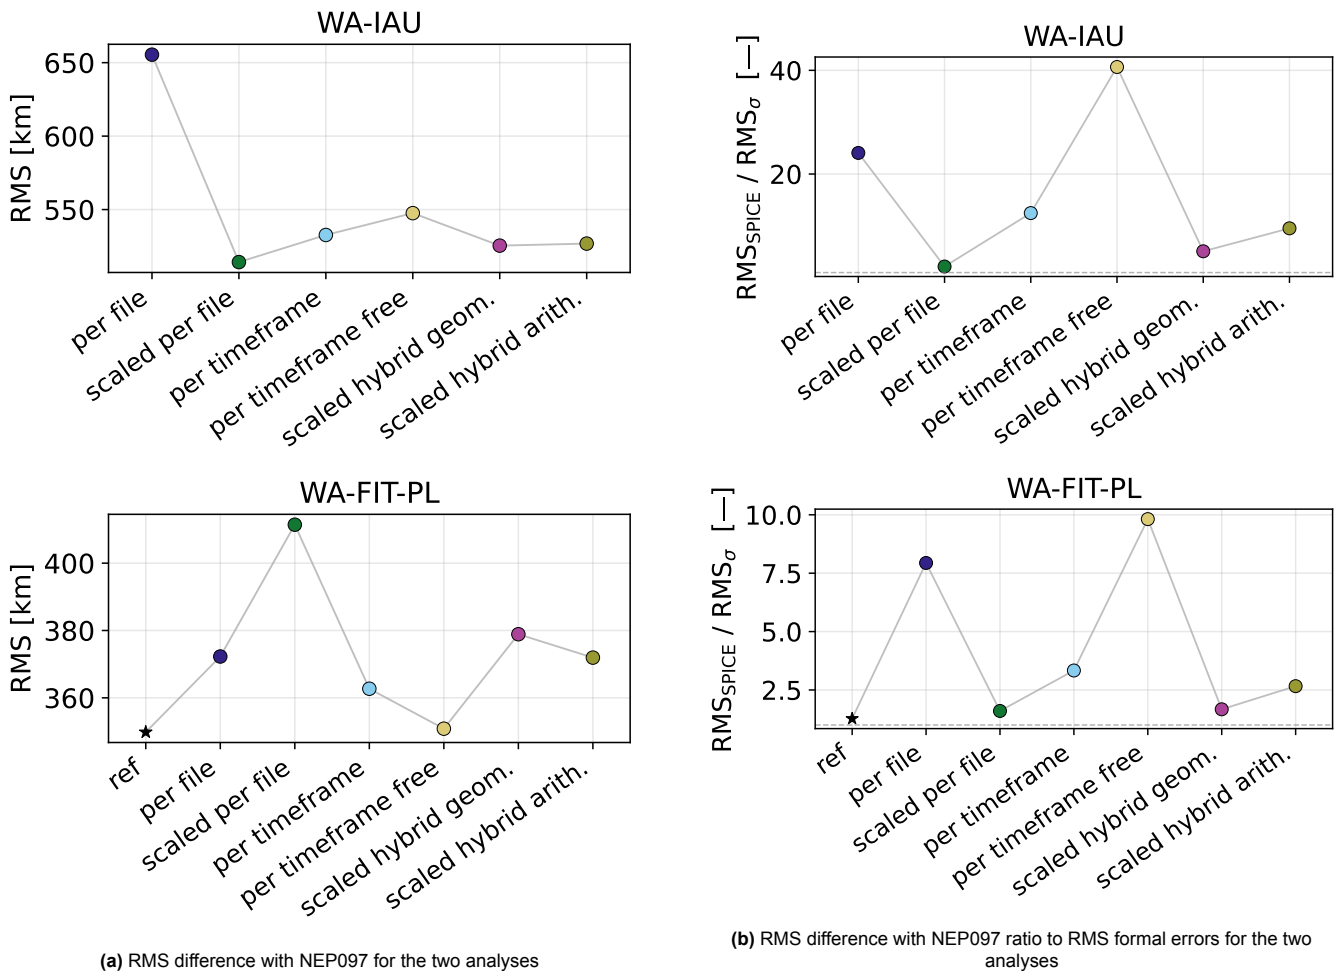 WA-IAU
RMS [km]
650
600
550
per file
scaled per file
per timeframe
per timeframe free
scaled hybrid geom.
scaled hybrid arith.
WA-IAU
RMS_SPICE / RMS_σ [—]
40
20
per file
scaled per file
per timeframe
per timeframe free
scaled hybrid geom.
scaled hybrid arith.
WA-FIT-PL
RMS [km]
400
380
360
ref
per file
scaled per file
per timeframe
per timeframe free
scaled hybrid geom.
scaled hybrid arith.
(a) RMS difference with NEP097 for the two analyses
WA-FIT-PL
RMS_SPICE / RMS_σ [—]
10.0
7.5
5.0
2.5
ref
per file
scaled per file
per timeframe
per timeframe free
scaled hybrid geom.
scaled hybrid arith.
(b) RMS difference with NEP097 ratio to RMS formal errors for the two
analyses